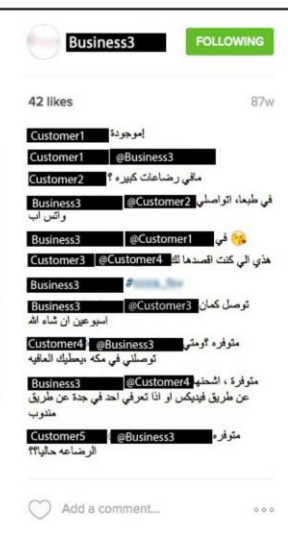 Business3 FOLLOWING
42 likes 87w
Customer1 موجودة!
Customer1 @Business3
Customer2 مافي رضاعات كبيره ؟
Business3 @Customer2 في طبعا، اتواصلي
واتس اب
Business3 @Customer1 في 😘
Customer3 @Customer4 هذي الي كنت اقصدها لك
Business3 #
Business3 @Customer3 توصل كمان
اسبوعين ان شاء الله
Customer4 @Business3 متوفره ؟ومتى
توصلني في مكه ،يعطيك العافيه
Business3 @Customer4 متوفرة ، اشحنها
عن طريق فيديكس او اذا تعرفي احد في جدة عن طريق
مندوب
Customer5 @Business3 متوفره
الرضاعه حاليا؟؟
Add a comment...